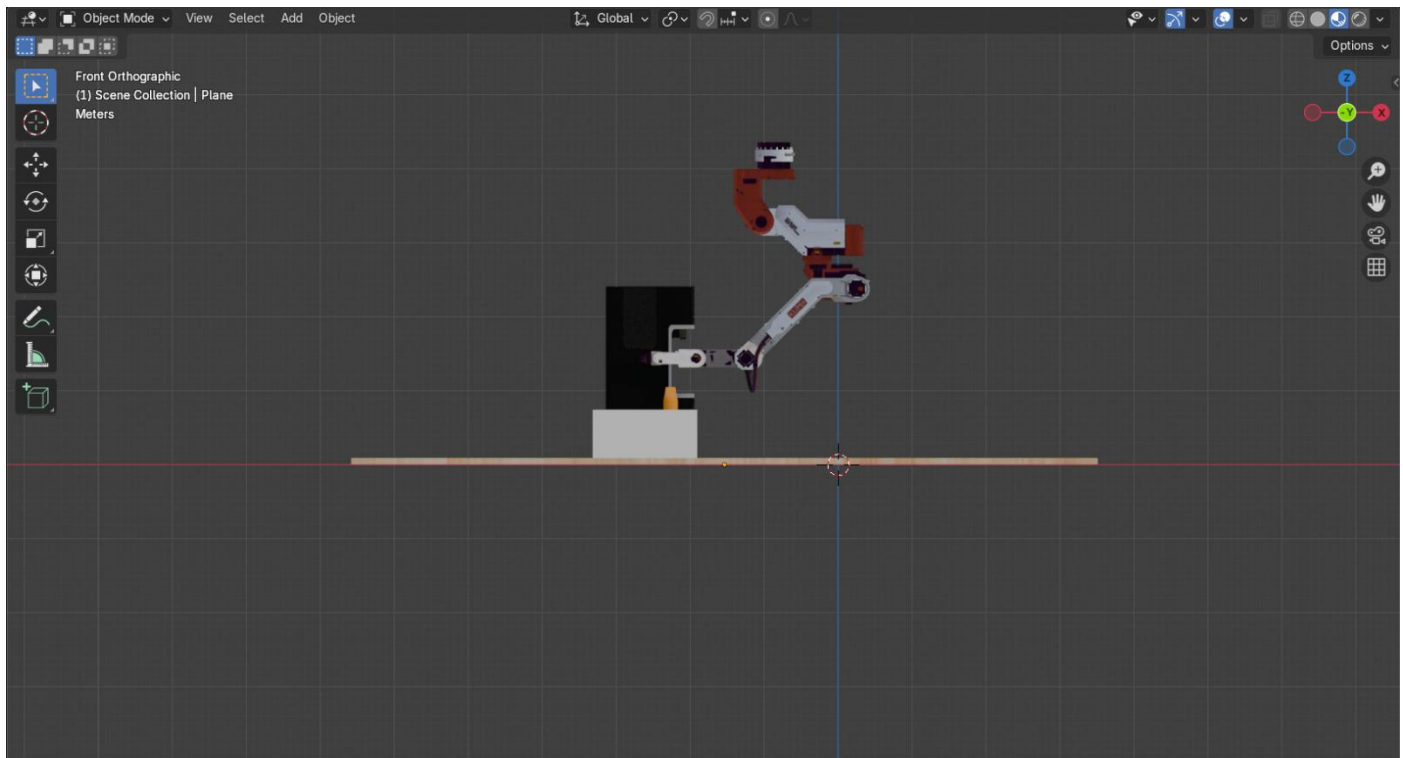 Object Mode View Select Add Object Global
Options
Front Orthographic
(1) Scene Collection | Plane
Meters
Z
-Y X